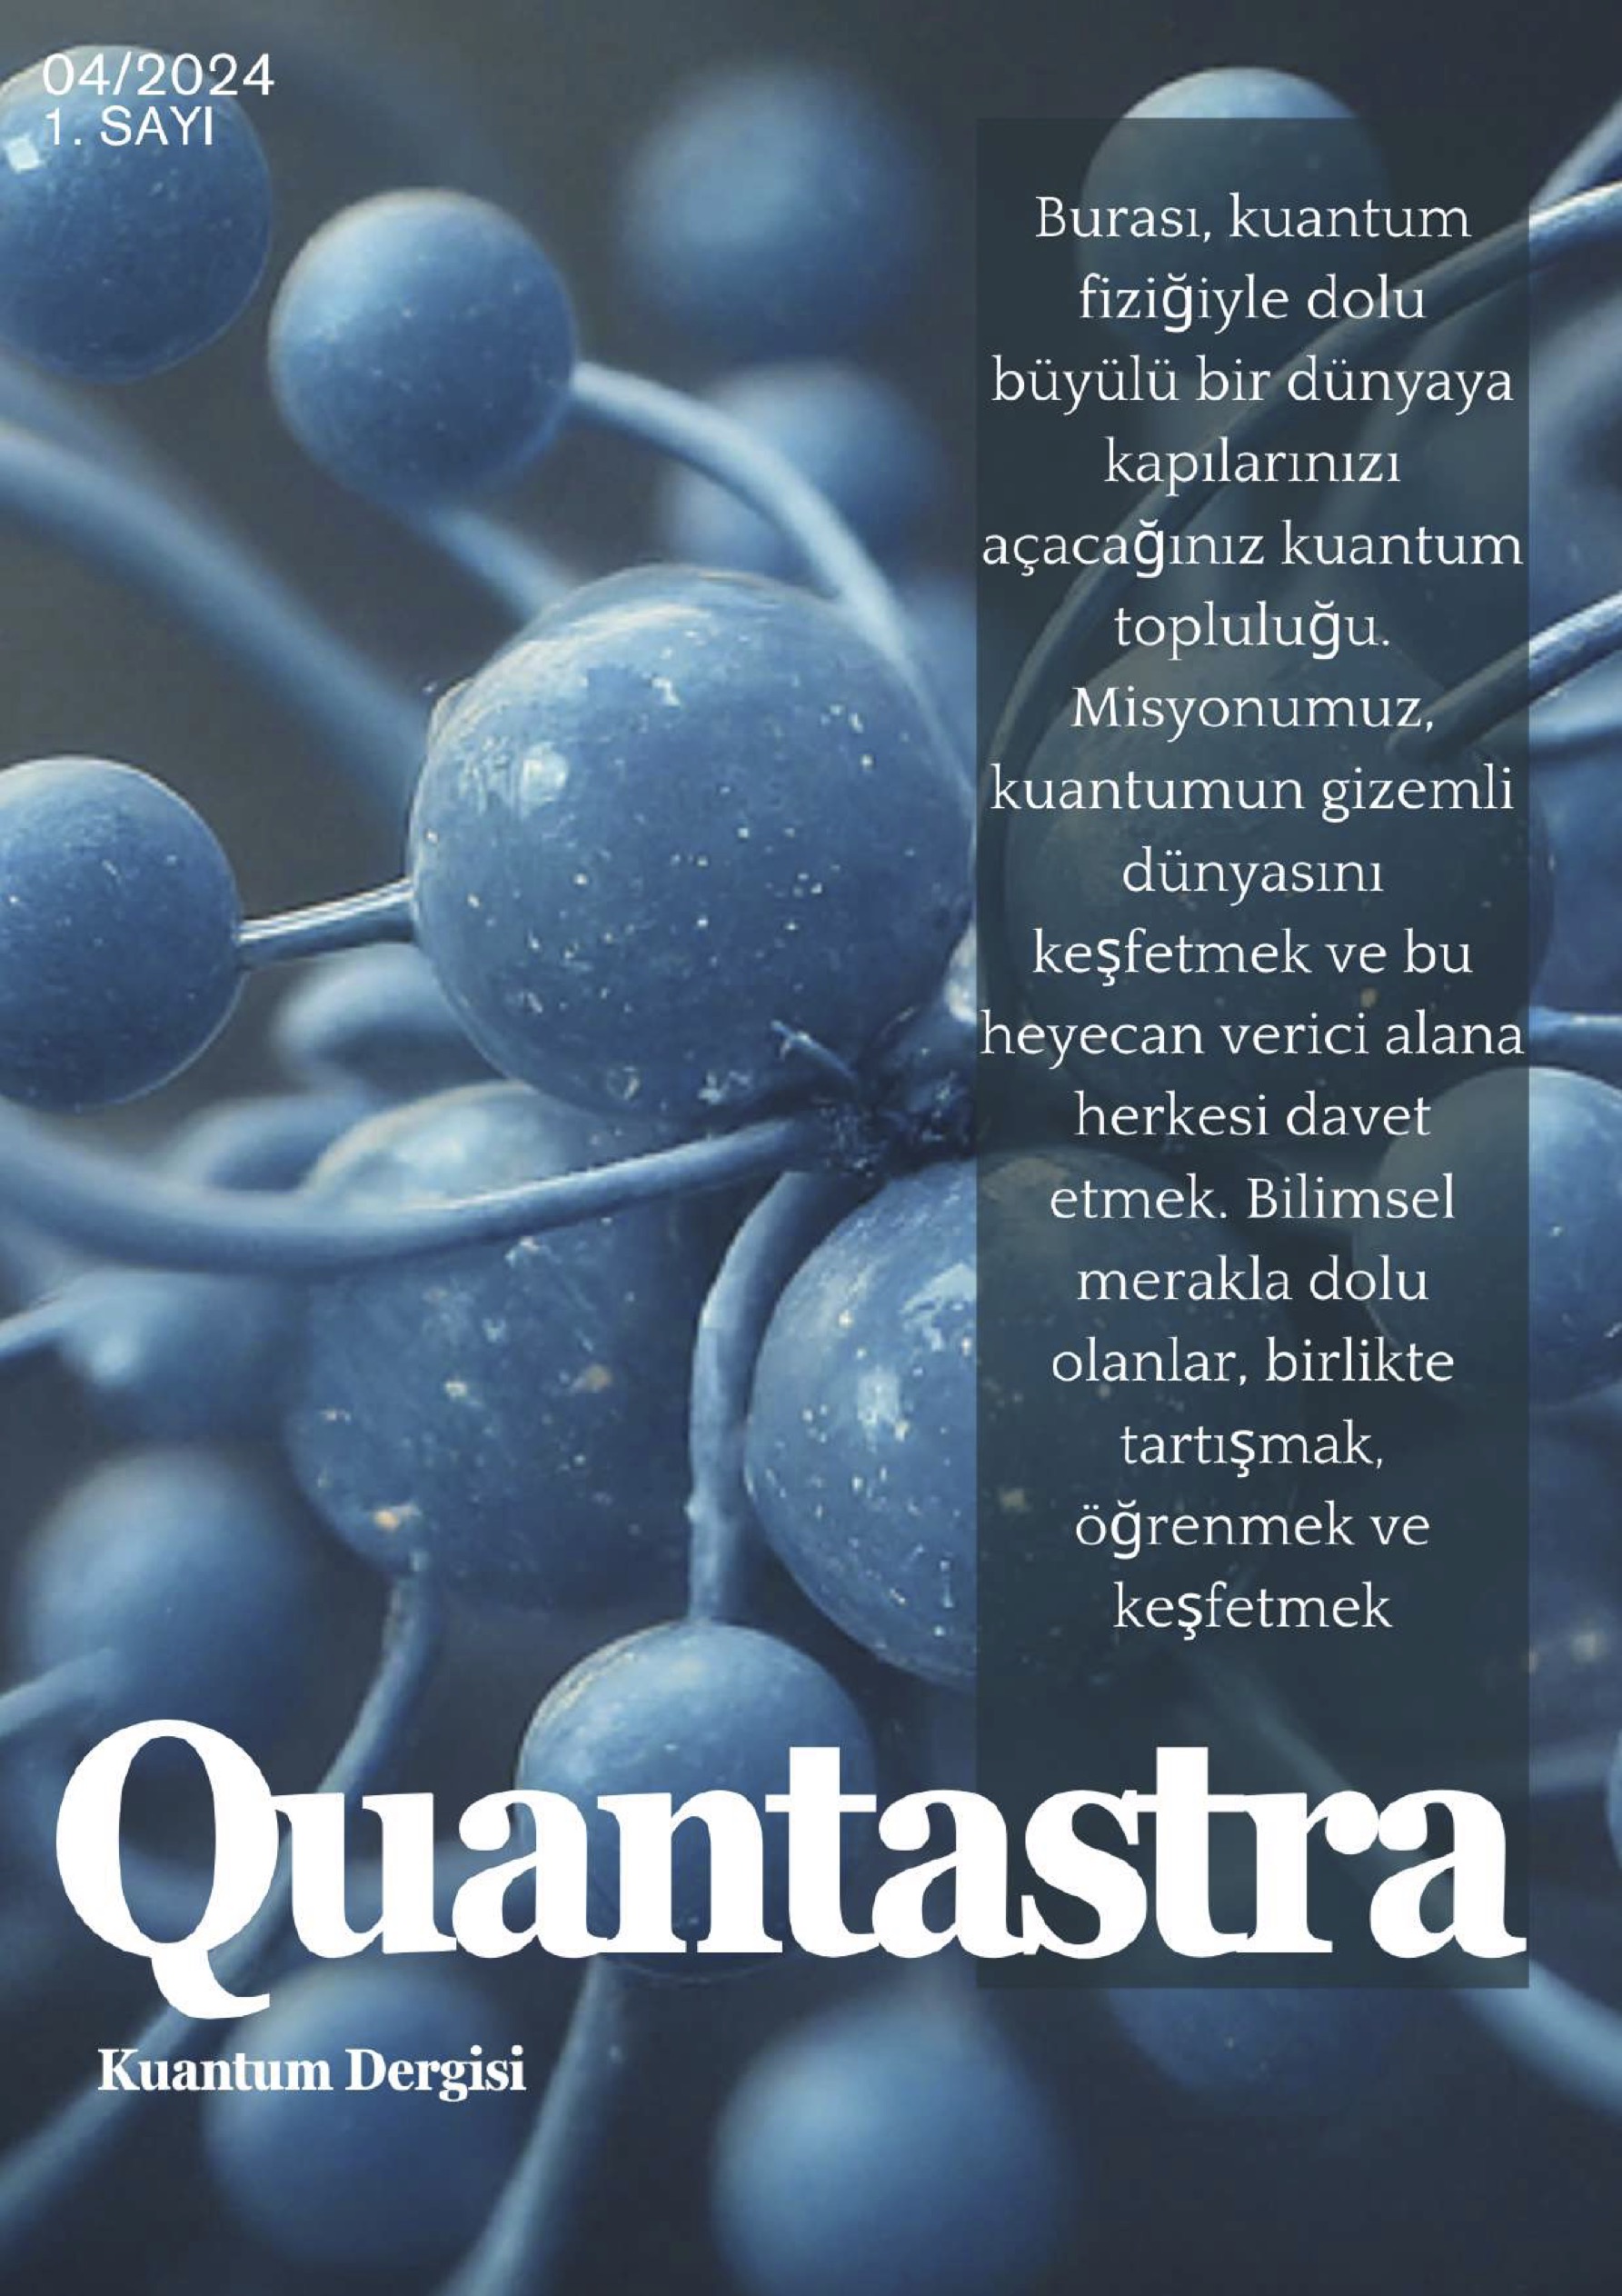 04/2024
1. SAYI
Burası, kuantum
fiziğiyle dolu
büyülü bir dünyaya
kapılarınızı
açacağınız kuantum
topluluğu.
Misyonumuz,
kuantumun gizemli
dünyasını
keşfetmek ve bu
heyecan verici alana
herkesi davet
etmek. Bilimsel
merakla dolu
olanlar, birlikte
tartışmak,
öğrenmek ve
keşfetmek
Quantastra
Kuantum Dergisi